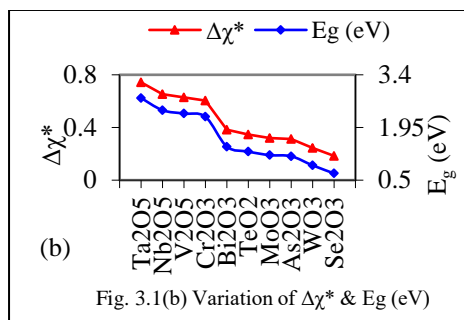 Δχ* Eg (eV)
0.8 3.4
0.4 1.95
0 0.5
Δχ*
E_g (eV)
Ta2O5
Nb2O5
V2O5
Cr2O3
Bi2O3
TeO2
MoO3
As2O3
WO3
Se2O3
(b)
Fig. 3.1(b) Variation of Δχ* & Eg (eV)